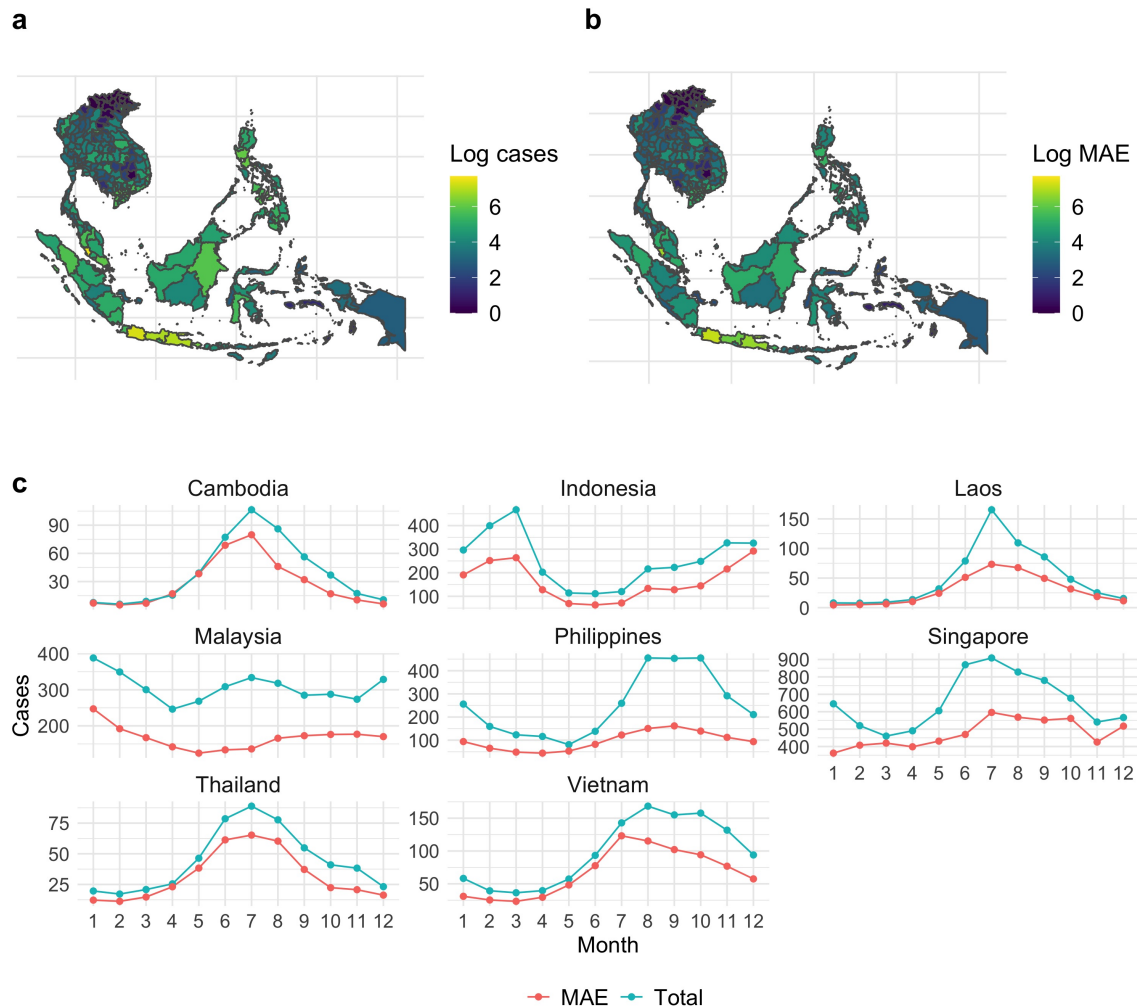 a
b
Log cases
6
4
2
0
Log MAE
6
4
2
0
c
Cases
Cambodia
90
60
30
Indonesia
400
300
200
100
Laos
150
100
50
0
Malaysia
400
300
200
Philippines
400
300
200
100
Singapore
900
800
700
600
500
400
1 2 3 4 5 6 7 8 9 10 11 12
Thailand
75
50
25
1 2 3 4 5 6 7 8 9 10 11 12
Vietnam
150
100
50
1 2 3 4 5 6 7 8 9 10 11 12
Month
MAE Total